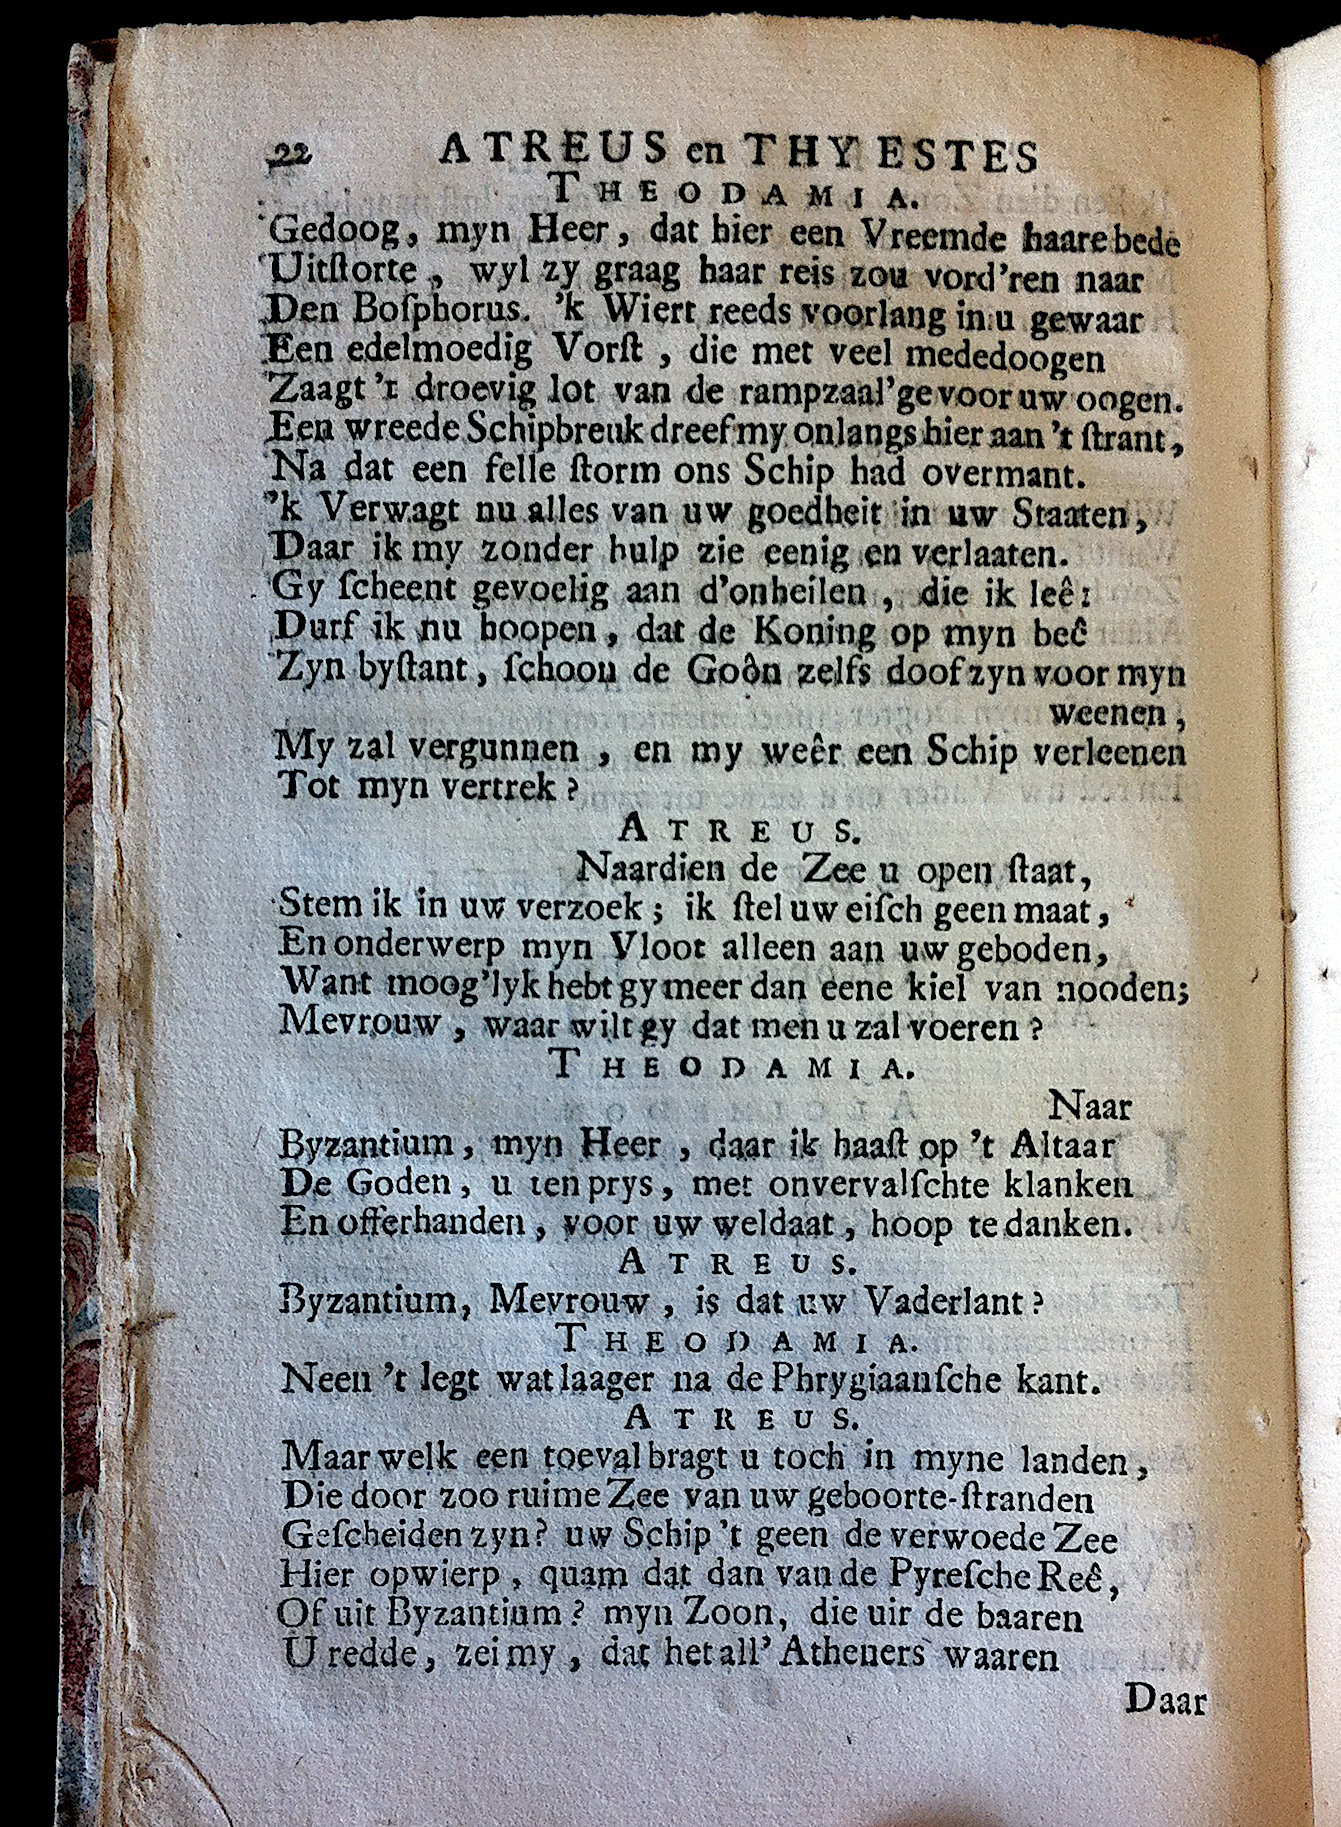 22 ATREUS en THYESTES
THEODAMIA.
Gedoog, myn Heer, dat hier een Vreemde haare bede
Uitſtorte, wyl zy graag haar reis zou vord'ren naar
Den Boſphorus. 'k Wiert reeds voorlang in u gewaar
Een edelmoedig Vorſt, die met veel mededoogen
Zaagt 't droevig lot van de rampzaal'ge voor uw oogen.
Een wreede Schipbreuk dreef my onlangs hier aan 't ſtrant,
Na dat een felle ſtorm ons Schip had overmant.
'k Verwagt nu alles van uw goedheit in uw Staaten,
Daar ik my zonder hulp zie eenig en verlaaten.
Gy ſcheent gevoelig aan d'onheilen, die ik leê:
Durf ik nu hoopen, dat de Koning op myn beê
Zyn byſtant, ſchoon de Goôn zelfs doof zyn voor myn
weenen,
My zal vergunnen, en my weêr een Schip verleenen
Tot myn vertrek?
ATREUS.
Naardien de Zee u open ſtaat,
Stem ik in uw verzoek; ik ſtel uw eiſch geen maat,
En onderwerp myn Vloot alleen aan uw geboden,
Want moog'lyk hebt gy meer dan eene kiel van nooden;
Mevrouw, waar wilt gy dat men u zal voeren?
THEODAMIA.
Naar
Byzantium, myn Heer, daar ik haaſt op 't Altaar
De Goden, u ten prys, met onvervalſchte klanken
En offerhanden, voor uw weldaat, hoop te danken.
ATREUS.
Byzantium, Mevrouw, is dat uw Vaderlant?
THEODAMIA.
Neen 't legt wat laager na de Phrygiaanſche kant.
ATREUS.
Maar welk een toeval bragt u toch in myne landen,
Die door zoo ruime Zee van uw geboorte-ſtranden
Geſcheiden zyn? uw Schip 't geen de verwoede Zee
Hier opwierp, quam dat dan van de Pyreſche Reê,
Of uit Byzantium? myn Zoon, die uit de baaren
U redde, zei my, dat het all' Atheners waaren
Daar